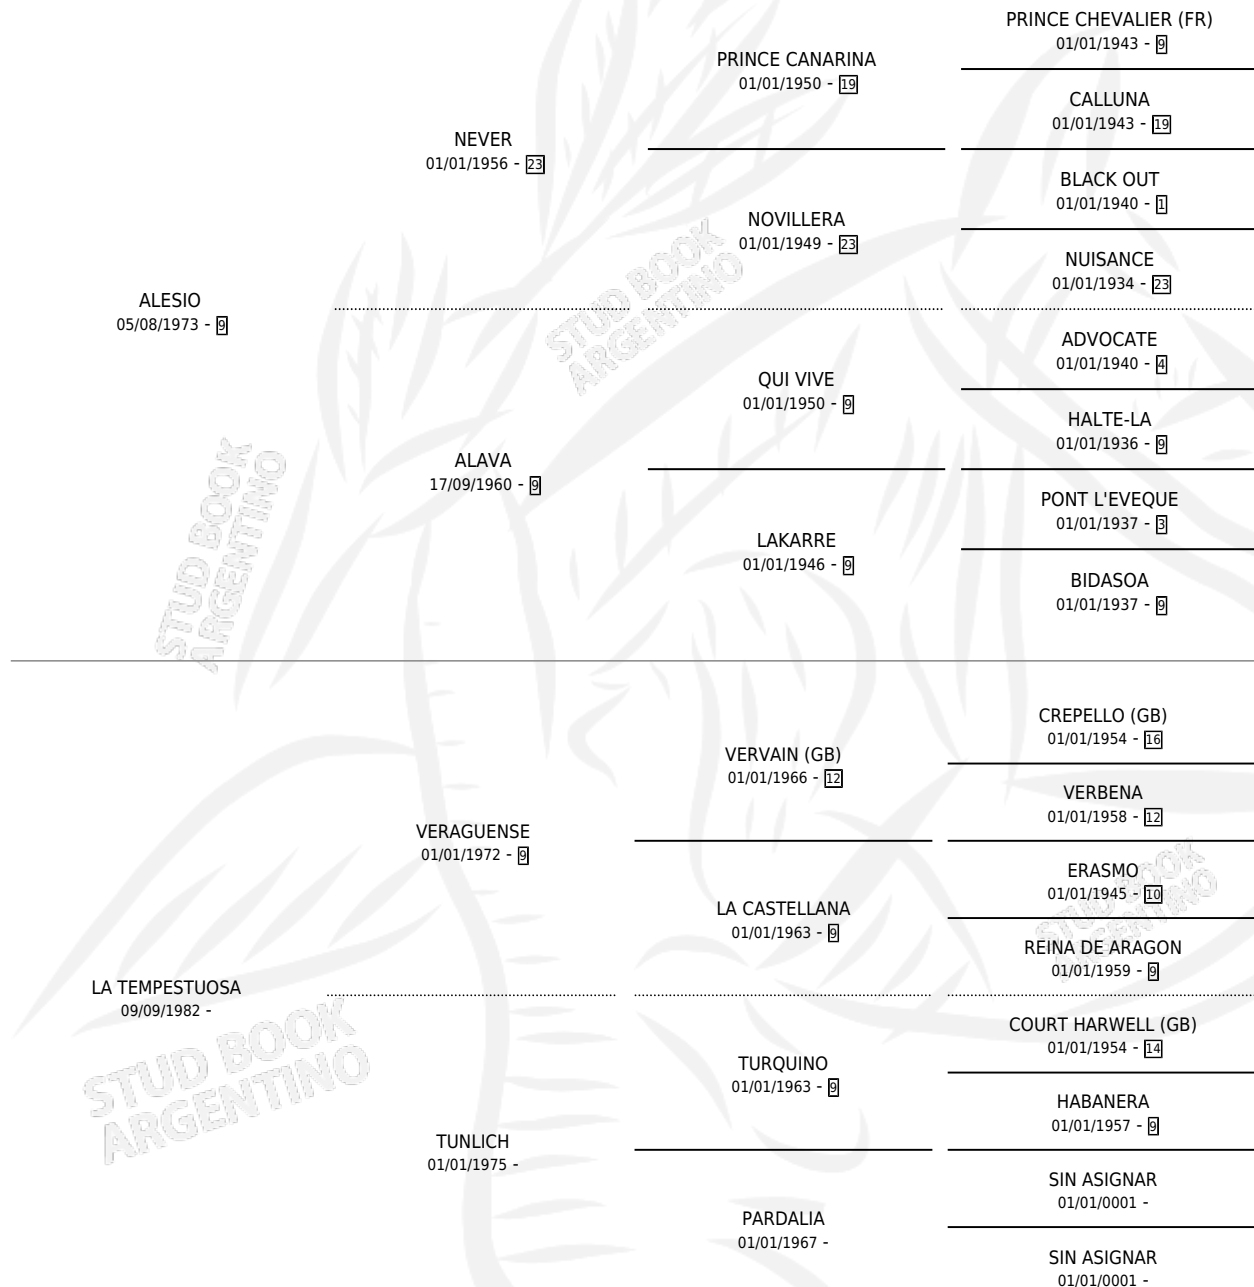 PRINCE CHEVALIER (FR)
01/01/1943 - 9
PRINCE CANARINA
01/01/1950 - 19
CALLUNA
01/01/1943 - 19
NEVER
01/01/1956 - 23
BLACK OUT
01/01/1940 - 1
NOVILLERA
01/01/1949 - 23
NUISANCE
01/01/1934 - 23
ALESIO
05/08/1973 - 9
ADVOCATE
01/01/1940 - 4
QUI VIVE
01/01/1950 - 9
HALTE-LA
01/01/1936 - 9
ALAVA
17/09/1960 - 9
PONT L'EVEQUE
01/01/1937 - 3
LAKARRE
01/01/1946 - 9
BIDASOA
01/01/1937 - 9
CREPELLO (GB)
01/01/1954 - 16
VERVAIN (GB)
01/01/1966 - 12
VERBENA
01/01/1958 - 12
VERAGUENSE
01/01/1972 - 9
ERASMO
01/01/1945 - 10
LA CASTELLANA
01/01/1963 - 9
REINA DE ARAGON
01/01/1959 - 9
LA TEMPESTUOSA
09/09/1982 -
COURT HARWELL (GB)
01/01/1954 - 14
TURQUINO
01/01/1963 - 9
HABANERA
01/01/1957 - 9
TUNLICH
01/01/1975 -
SIN ASIGNAR
01/01/0001 -
PARDALIA
01/01/1967 -
SIN ASIGNAR
01/01/0001 -
STUD BOOK
ARGENTINO
STUD BOOK
ARGENTINO
STUD BOOK
ARGENTINO
STUD BOOK
ARGENTINO